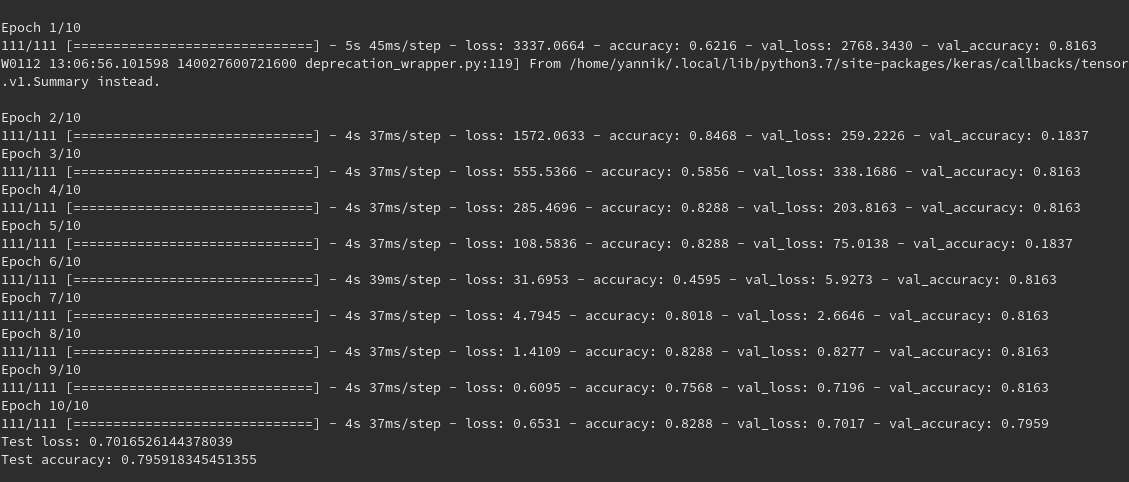 Epoch 1/10
111/111 [==============================] - 5s 45ms/step - loss: 3337.0664 - accuracy: 0.6216 - val_loss: 2768.3430 - val_accuracy: 0.8163
W0112 13:06:56.101598 140027600721600 deprecation_wrapper.py:119] From /home/yannik/.local/lib/python3.7/site-packages/keras/callbacks/tensor
.v1.Summary instead.
Epoch 2/10
111/111 [==============================] - 4s 37ms/step - loss: 1572.0633 - accuracy: 0.8468 - val_loss: 259.2226 - val_accuracy: 0.1837
Epoch 3/10
111/111 [==============================] - 4s 37ms/step - loss: 555.5366 - accuracy: 0.5856 - val_loss: 338.1686 - val_accuracy: 0.8163
Epoch 4/10
111/111 [==============================] - 4s 37ms/step - loss: 285.4696 - accuracy: 0.8288 - val_loss: 203.8163 - val_accuracy: 0.8163
Epoch 5/10
111/111 [==============================] - 4s 37ms/step - loss: 108.5836 - accuracy: 0.8288 - val_loss: 75.0138 - val_accuracy: 0.1837
Epoch 6/10
111/111 [==============================] - 4s 39ms/step - loss: 31.6953 - accuracy: 0.4595 - val_loss: 5.9273 - val_accuracy: 0.8163
Epoch 7/10
111/111 [==============================] - 4s 37ms/step - loss: 4.7945 - accuracy: 0.8018 - val_loss: 2.6646 - val_accuracy: 0.8163
Epoch 8/10
111/111 [==============================] - 4s 37ms/step - loss: 1.4109 - accuracy: 0.8288 - val_loss: 0.8277 - val_accuracy: 0.8163
Epoch 9/10
111/111 [==============================] - 4s 37ms/step - loss: 0.6095 - accuracy: 0.7568 - val_loss: 0.7196 - val_accuracy: 0.8163
Epoch 10/10
111/111 [==============================] - 4s 37ms/step - loss: 0.6531 - accuracy: 0.8288 - val_loss: 0.7017 - val_accuracy: 0.7959
Test loss: 0.7016526144378039
Test accuracy: 0.795918345451355